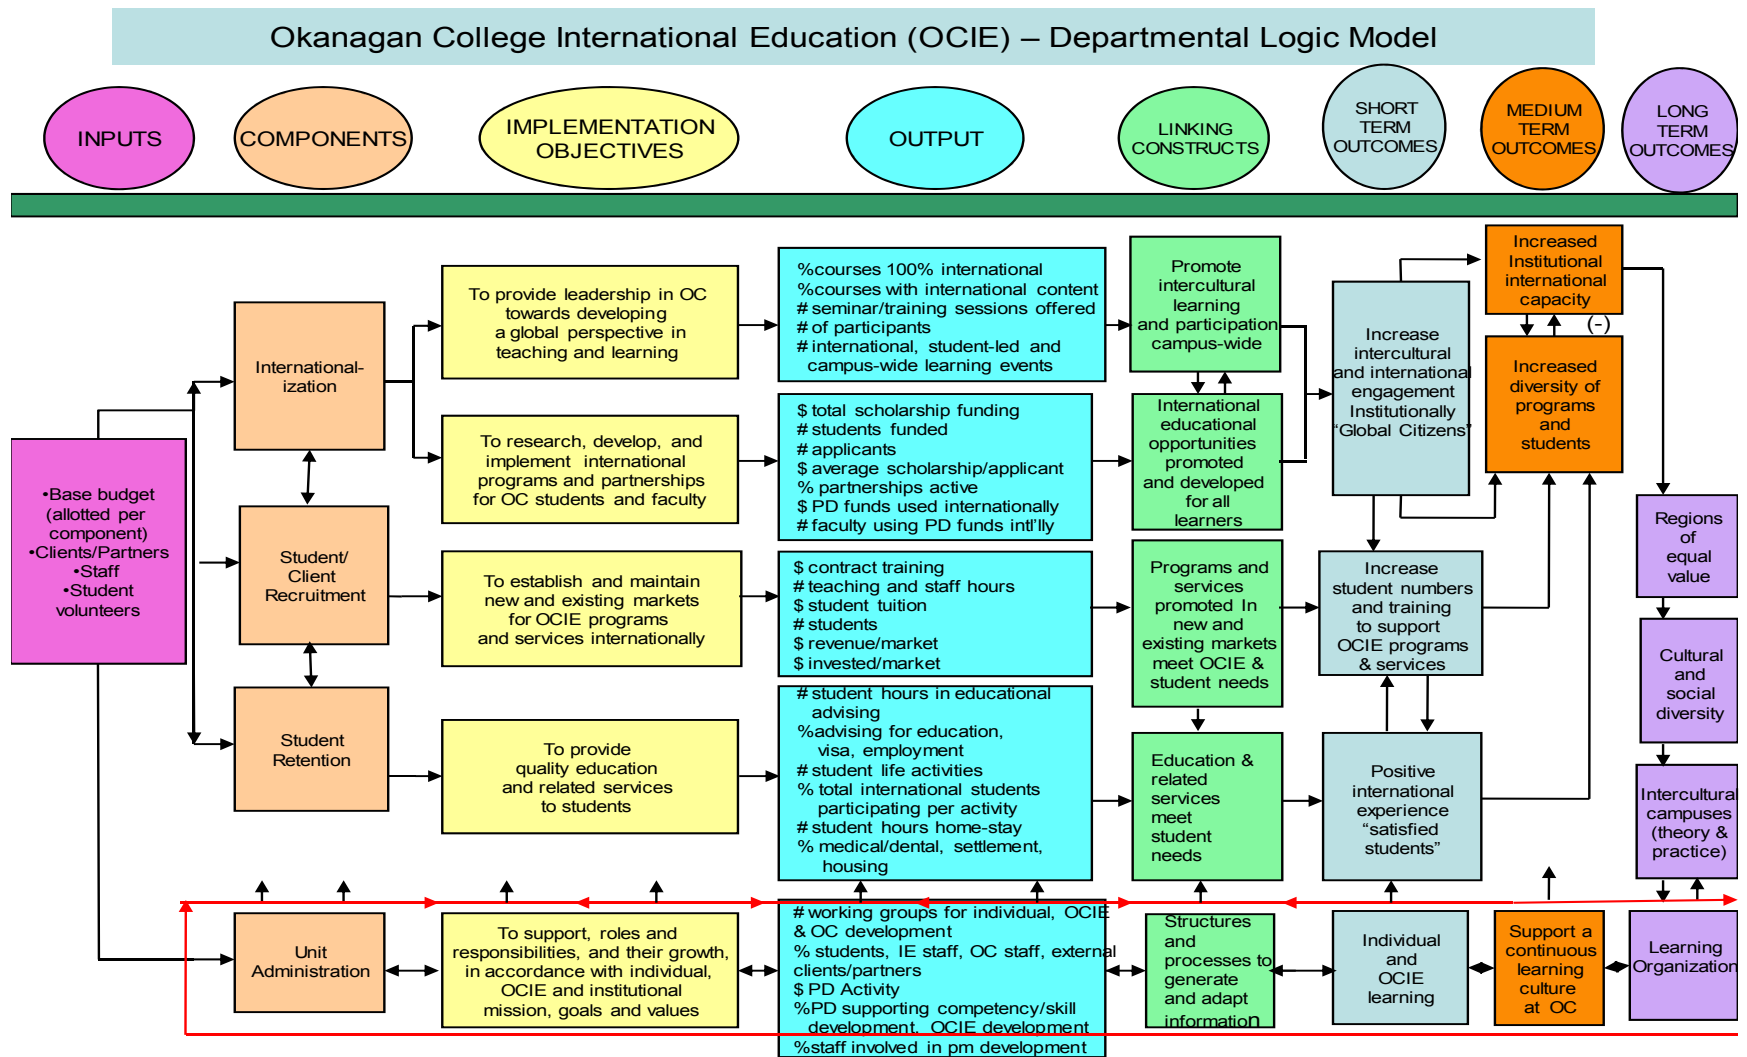 Okanagan College International Education (OCIE) – Departmental Logic Model
INPUTS
COMPONENTS
IMPLEMENTATION
OBJECTIVES
OUTPUT
LINKING
CONSTRUCTS
SHORT
TERM
OUTCOMES
MEDIUM
TERM
OUTCOMES
LONG
TERM
OUTCOMES
•Base budget
(allotted per
component)
•Clients/Partners
•Staff
•Student
volunteers
International-
ization
Student/
Client
Recruitment
Student
Retention
Unit
Administration
To provide leadership in OC
towards developing
a global perspective in
teaching and learning
To research, develop, and
implement international
programs and partnerships
for OC students and faculty
To establish and maintain
new and existing markets
for OCIE programs
and services internationally
To provide
quality education
and related services
to students
To support, roles and
responsibilities, and their growth,
in accordance with individual,
OCIE and institutional
mission, goals and values
%courses 100% international
%courses with international content
# seminar/training sessions offered
# of participants
# international, student-led and
campus-wide learning events
$ total scholarship funding
# students funded
# applicants
$ average scholarship/applicant
% partnerships active
$ PD funds used internationally
# faculty using PD funds int'lly
$ contract training
# teaching and staff hours
$ student tuition
# students
$ revenue/market
$ invested/market
# student hours in educational
advising
%advising for education,
visa, employment
# student life activities
% total international students
participating per activity
# student hours home-stay
% medical/dental, settlement,
housing
# working groups for individual, OCIE
& OC development
% students, IE staff, OC staff, external
clients/partners
$ PD Activity
%PD supporting competency/skill
development, OCIE development
%staff involved in pm development
Promote
intercultural
learning
and participation
campus-wide
International
educational
opportunities
promoted
and developed
for all
learners
Programs and
services
promoted In
new and
existing markets
meet OCIE &
student needs
Education &
related
services
meet
student
needs
Structures
and
processes to
generate
and adapt
information
Increase
intercultural
and international
engagement
Institutionally
“Global Citizens”
Increase
student numbers
and training
to support
OCIE programs
& services
Positive
international
experience
“satisfied
students”
Individual
and
OCIE
learning
Increased
Institutional
international
capacity
(-)
Increased
diversity of
programs
and
students
Support a
continuous
learning
culture
at OC
Regions
of
equal
value
Cultural
and
social
diversity
Intercultural
campuses
(theory &
practice)
Learning
Organization